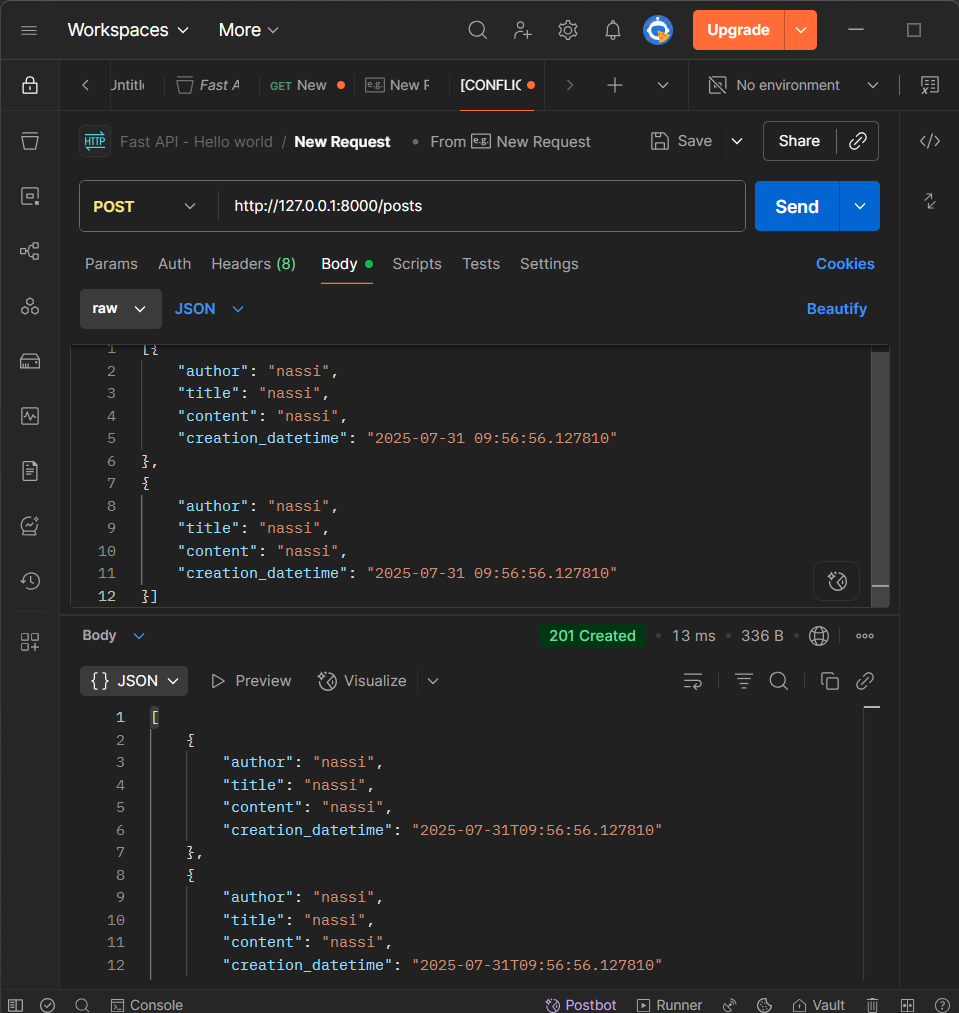 Workspaces More Upgrade
Untitle Fast A GET New e.g. New F [CONFLIC No environment
HTTP Fast API - Hello world / New Request • From e.g. New Request Save Share
POST http://127.0.0.1:8000/posts Send
Params Auth Headers (8) Body Scripts Tests Settings Cookies
raw JSON Beautify
1 [{
2 "author": "nassi",
3 "title": "nassi",
4 "content": "nassi",
5 "creation_datetime": "2025-07-31 09:56:56.127810"
6 },
7 {
8 "author": "nassi",
9 "title": "nassi",
10 "content": "nassi",
11 "creation_datetime": "2025-07-31 09:56:56.127810"
12 }]
Body 201 Created • 13 ms • 336 B •
{} JSON Preview Visualize
1 [
2 {
3 "author": "nassi",
4 "title": "nassi",
5 "content": "nassi",
6 "creation_datetime": "2025-07-31T09:56:56.127810"
7 },
8 {
9 "author": "nassi",
10 "title": "nassi",
11 "content": "nassi",
12 "creation_datetime": "2025-07-31T09:56:56.127810"
Console Postbot Runner Vault